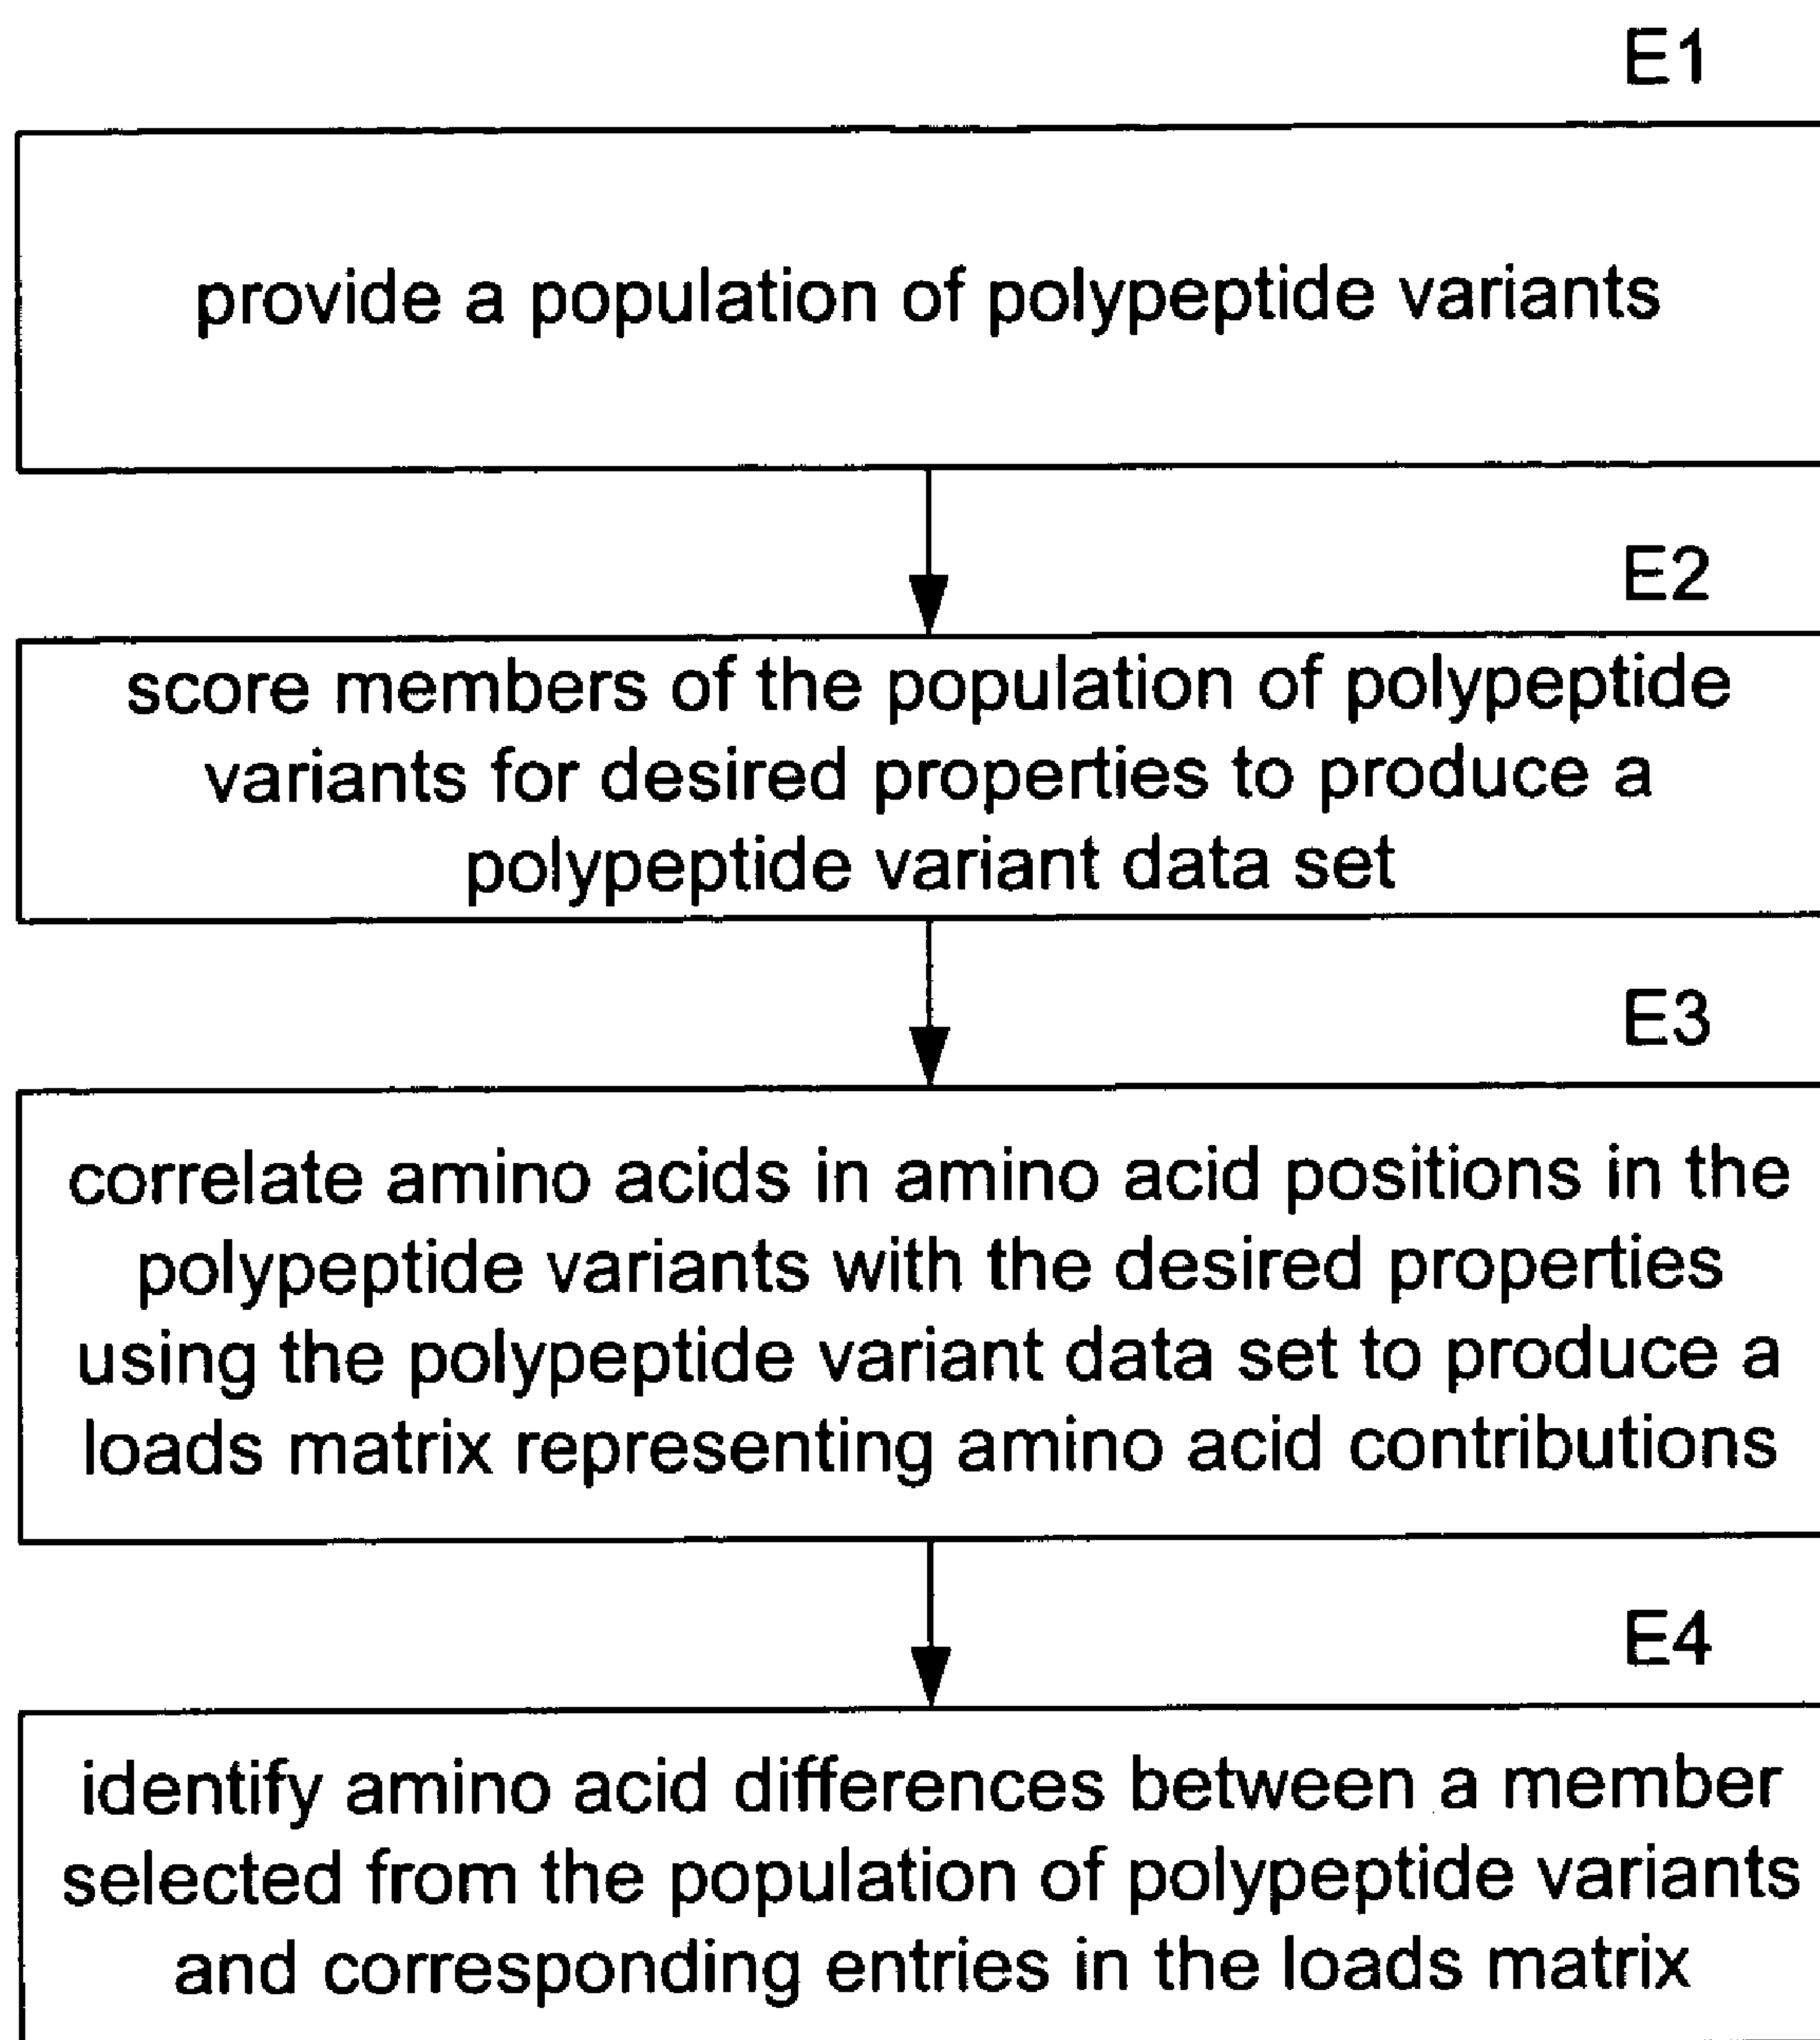 E1
provide a population of polypeptide variants
E2
score members of the population of polypeptide
variants for desired properties to produce a
polypeptide variant data set
E3
correlate amino acids in amino acid positions in the
polypeptide variants with the desired properties
using the polypeptide variant data set to produce a
loads matrix representing amino acid contributions
E4
identify amino acid differences between a member
selected from the population of polypeptide variants
and corresponding entries in the loads matrix